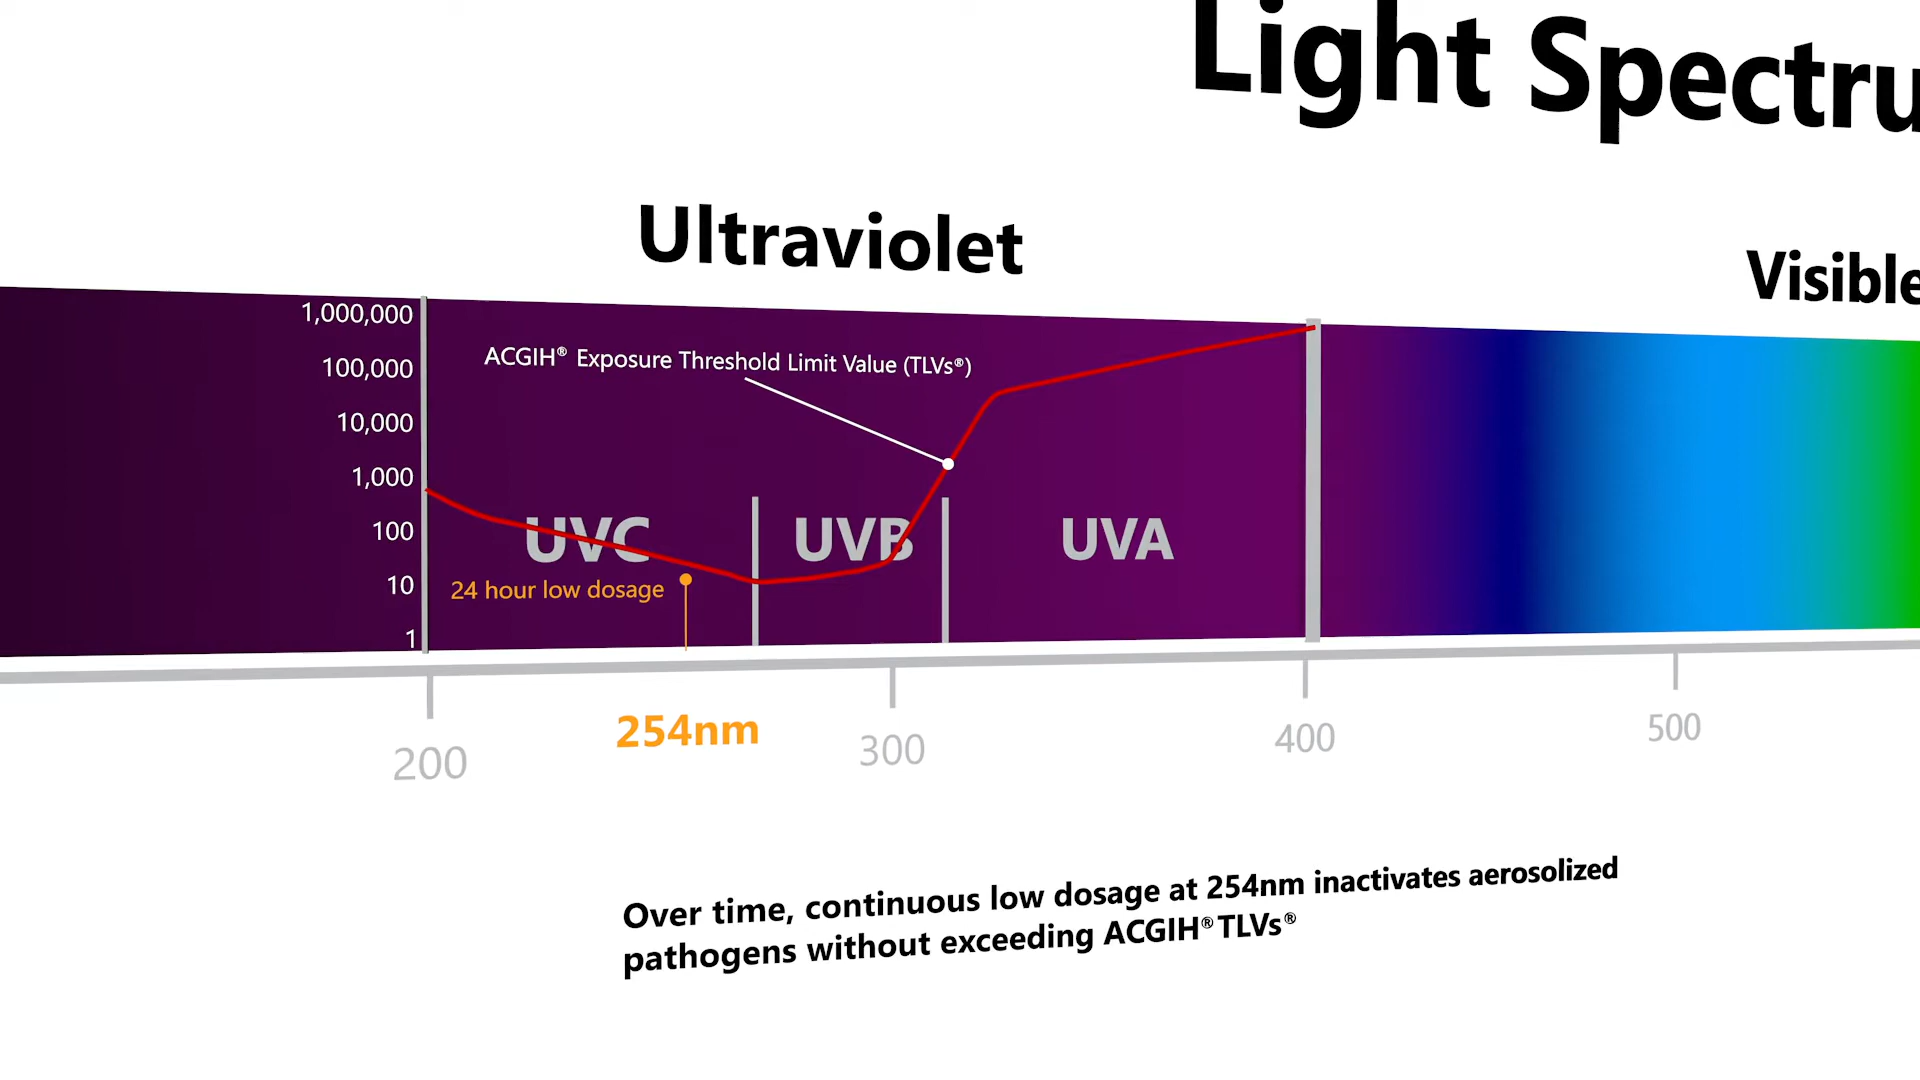 Light Spectru
Ultraviolet
Visible
1,000,000
100,000
10,000
1,000
100
10
1
ACGIH® Exposure Threshold Limit Value (TLVs®)
UVC
UVB
UVA
24 hour low dosage
200
254nm
300
400
500
Over time, continuous low dosage at 254nm inactivates aerosolized
pathogens without exceeding ACGIH® TLVs®